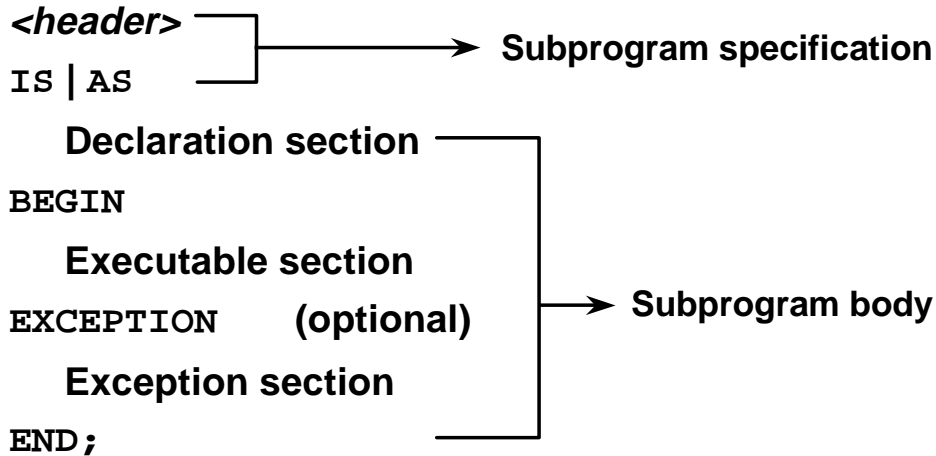 <header>
Subprogram specification
IS | AS
Declaration section
BEGIN
Executable section
Subprogram body
EXCEPTION (optional)
Exception section
END;